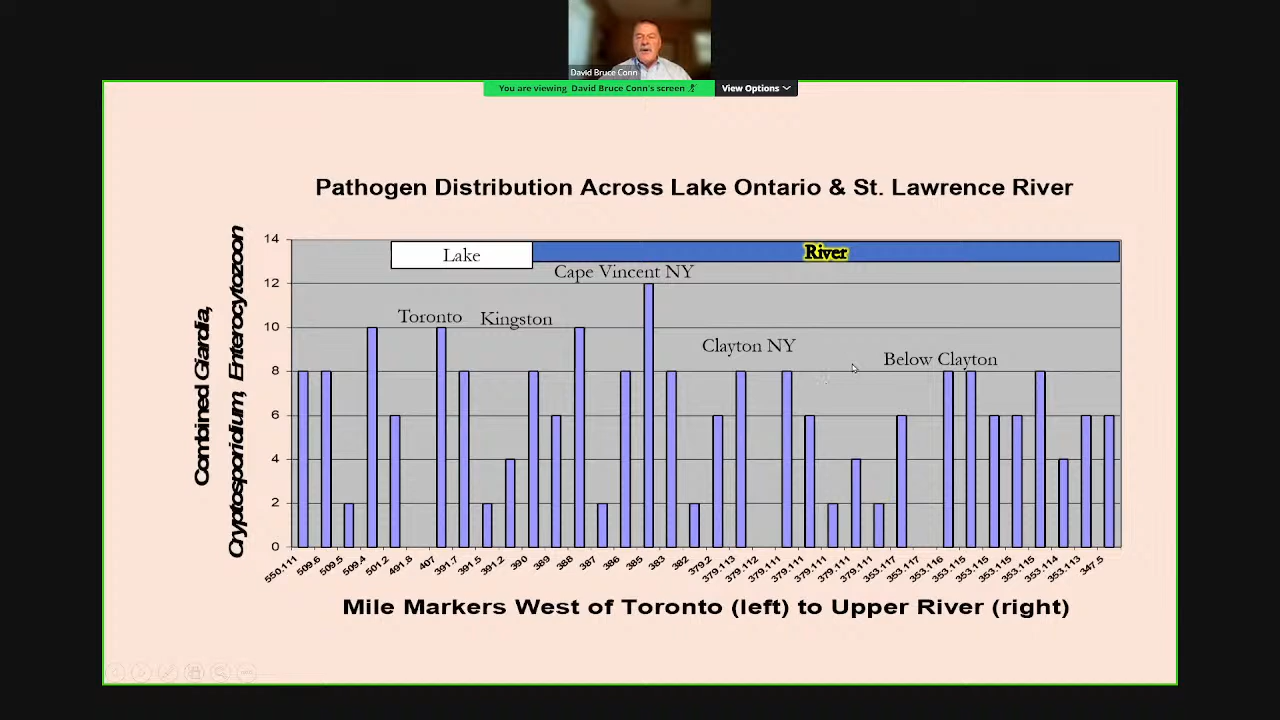 David Bruce Conn
You are viewing David Bruce Conn's screen
View Options
Pathogen Distribution Across Lake Ontario & St. Lawrence River
Combined Giardia,
Cryptosporidium, Enterocytozoon
14
12
10
8
6
4
2
0
Lake
River
Cape Vincent NY
Toronto
Kingston
Clayton NY
Below Clayton
550.111 509.6 509.5 509.4 501.2 491.8 407 391.7 391.5 391.2 390 389 388 387 386 385 383 382 379.2 379.113 379.112 379.111 379.111 379.111 379.111 379.111 353.117 353.117 353.116 353.115 353.115 353.115 353.115 353.114 353.113 347.5
Mile Markers West of Toronto (left) to Upper River (right)